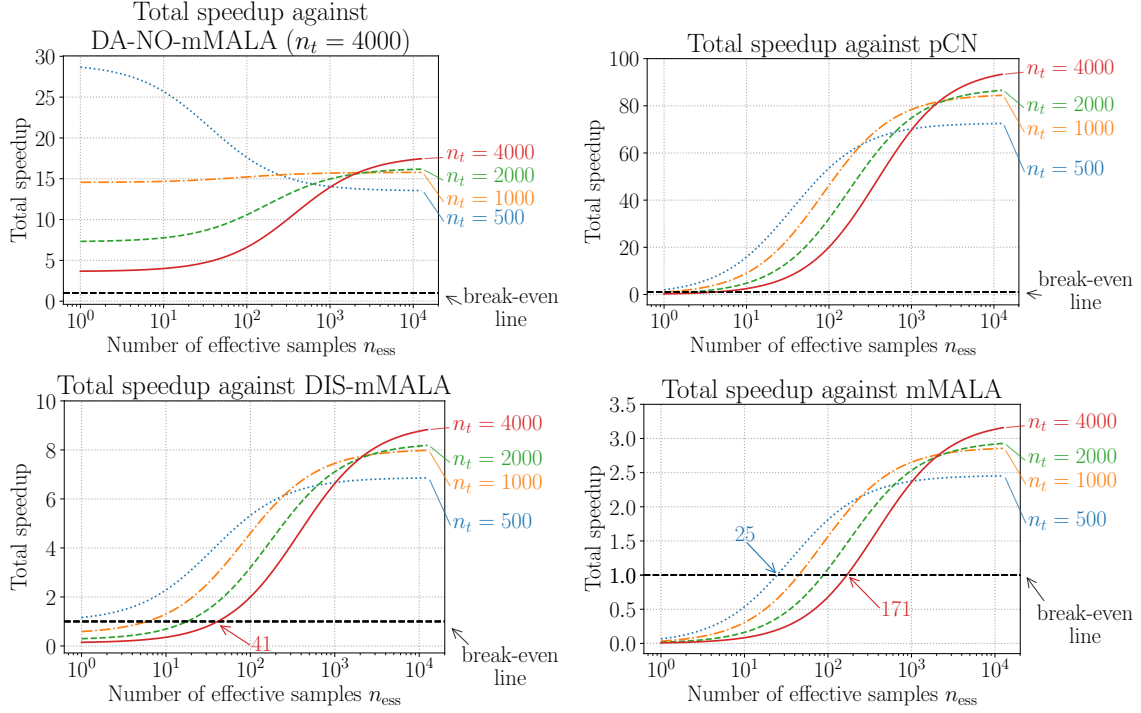 Total speedup against
DA-NO-mMALA (n_t = 4000)
Total speedup
30
25
20
15
10
5
0
10^0
10^1
10^2
10^3
10^4
Number of effective samples n_ess
n_t = 4000
n_t = 2000
n_t = 1000
n_t = 500
break-even
line
Total speedup against pCN
Total speedup
100
80
60
40
20
0
10^0
10^1
10^2
10^3
10^4
Number of effective samples n_ess
n_t = 4000
n_t = 2000
n_t = 1000
n_t = 500
break-even
line
Total speedup against DIS-mMALA
Total speedup
10
8
6
4
2
0
10^0
10^1
10^2
10^3
10^4
Number of effective samples n_ess
n_t = 4000
n_t = 2000
n_t = 1000
n_t = 500
41
break-even
line
Total speedup against mMALA
Total speedup
3.5
3.0
2.5
2.0
1.5
1.0
0.5
0.0
10^0
10^1
10^2
10^3
10^4
Number of effective samples n_ess
n_t = 4000
n_t = 2000
n_t = 1000
n_t = 500
25
171
break-even
line